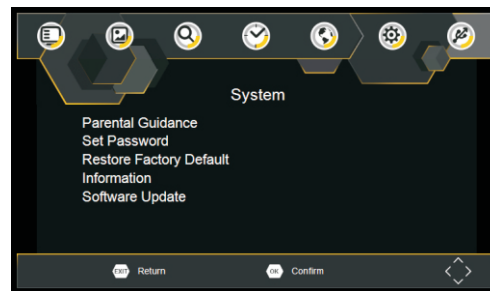 System
Parental Guidance
Set Password
Restore Factory Default
Information
Software Update
EXIT Return
OK Confirm